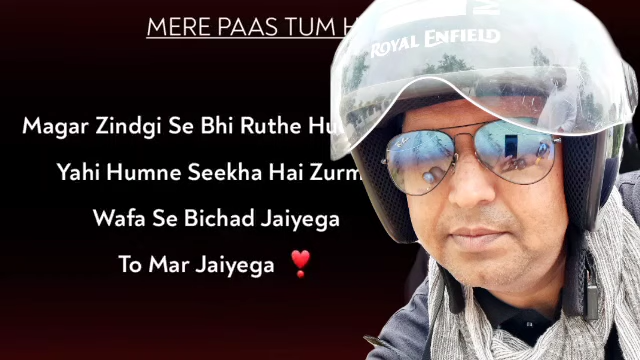 MERE PAAS TUM
Magar Zindgi Se Bhi Ruthe
Yahi Humne Seekha Hai
Wafa Se Bichad Jaiyega
To Mar Jaiyega ❣
ROYAL ENFIELD